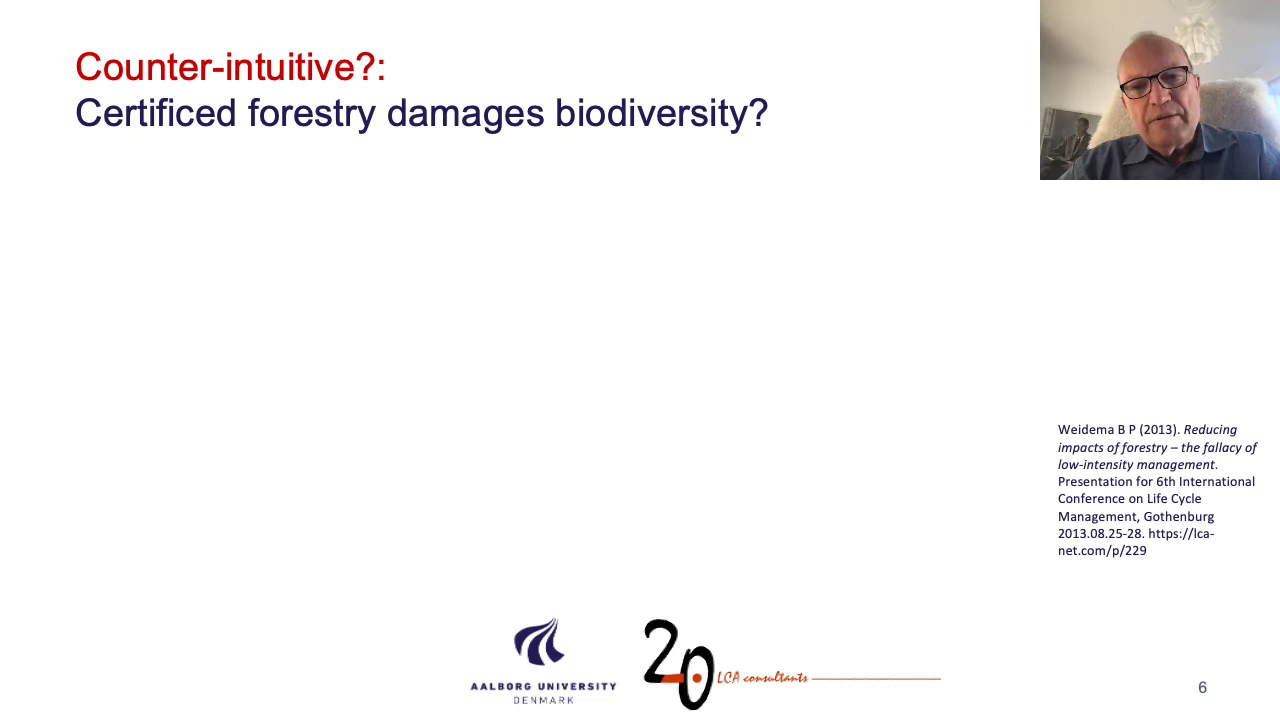 Counter-intuitive?:
Certificed forestry damages biodiversity?
Weidema B P (2013). Reducing
impacts of forestry – the fallacy of
low-intensity management.
Presentation for 6th International
Conference on Life Cycle
Management, Gothenburg
2013.08.25-28. https://lca-
net.com/p/229
AALBORG UNIVERSITY
DENMARK
2.0 LCA consultants
6